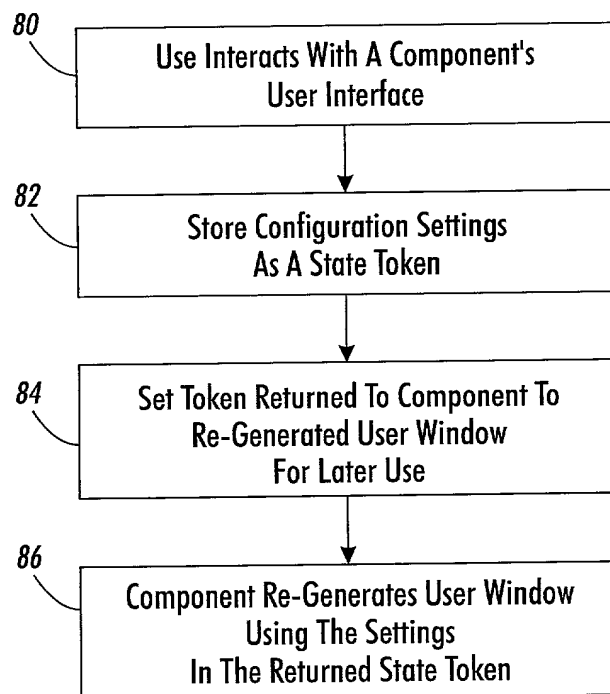 80
Use Interacts With A Component's
User Interface
82
Store Configuration Settings
As A State Token
84
Set Token Returned To Component To
Re-Generated User Window
For Later Use
86
Component Re-Generates User Window
Using The Settings
In The Returned State Token